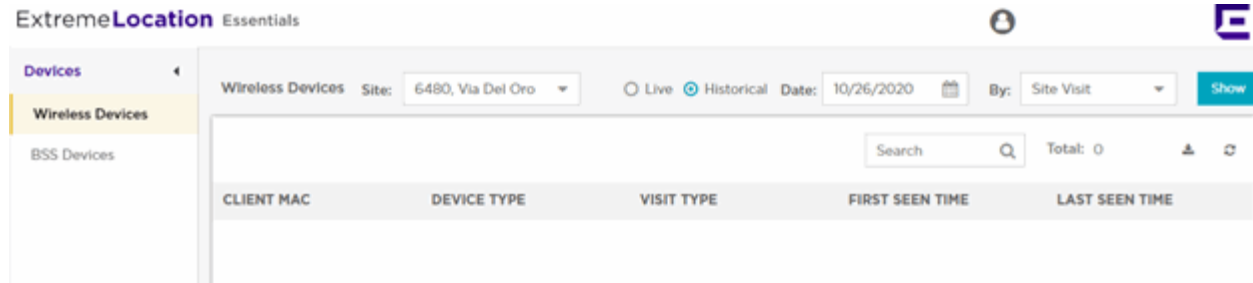 ExtremeLocation Essentials
Devices
Wireless Devices
BSS Devices
Wireless Devices Site: 6480, Via Del Oro Live Historical Date: 10/26/2020 By: Site Visit Show
Search Total: 0
CLIENT MAC DEVICE TYPE VISIT TYPE FIRST SEEN TIME LAST SEEN TIME